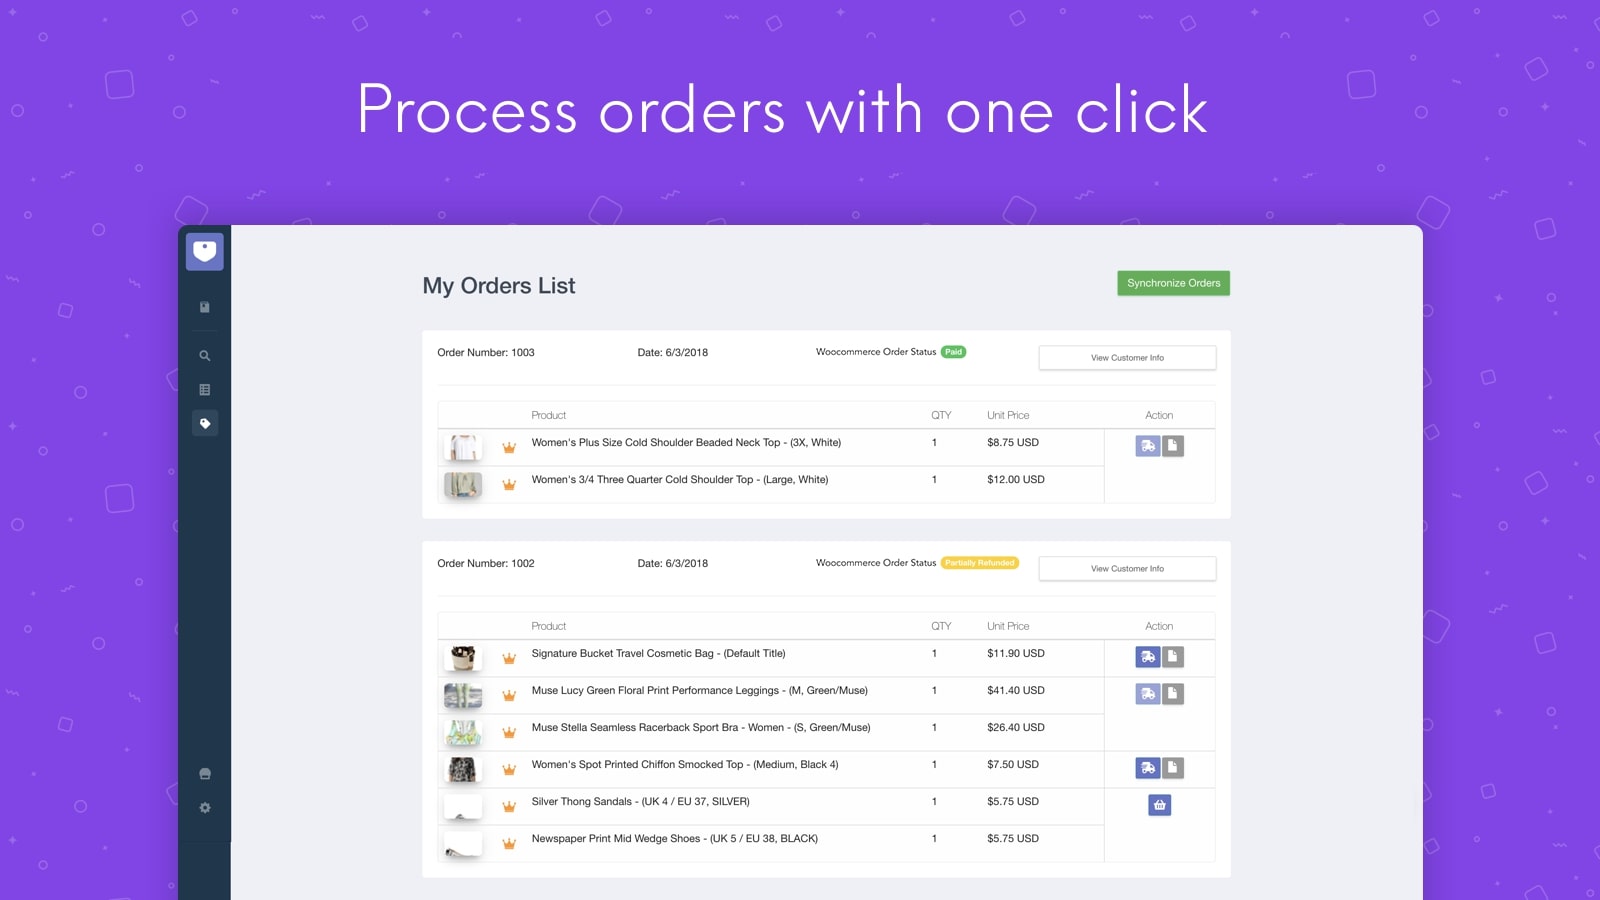 Process orders with one click
My Orders List
Synchronize Orders
Order Number: 1003 Date: 6/3/2018 Woocommerce Order Status Paid View Customer Info
Product QTY Unit Price Action
Women's Plus Size Cold Shoulder Beaded Neck Top - (3X, White) 1 $8.75 USD
Women's 3/4 Three Quarter Cold Shoulder Top - (Large, White) 1 $12.00 USD
Order Number: 1002 Date: 6/3/2018 Woocommerce Order Status Partially Refunded View Customer Info
Product QTY Unit Price Action
Signature Bucket Travel Cosmetic Bag - (Default Title) 1 $11.90 USD
Muse Lucy Green Floral Print Performance Leggings - (M, Green/Muse) 1 $41.40 USD
Muse Stella Seamless Racerback Sport Bra - Women - (S, Green/Muse) 1 $26.40 USD
Women's Spot Printed Chiffon Smocked Top - (Medium, Black 4) 1 $7.50 USD
Silver Thong Sandals - (UK 4 / EU 37, SILVER) 1 $5.75 USD
Newspaper Print Mid Wedge Shoes - (UK 5 / EU 38, BLACK) 1 $5.75 USD